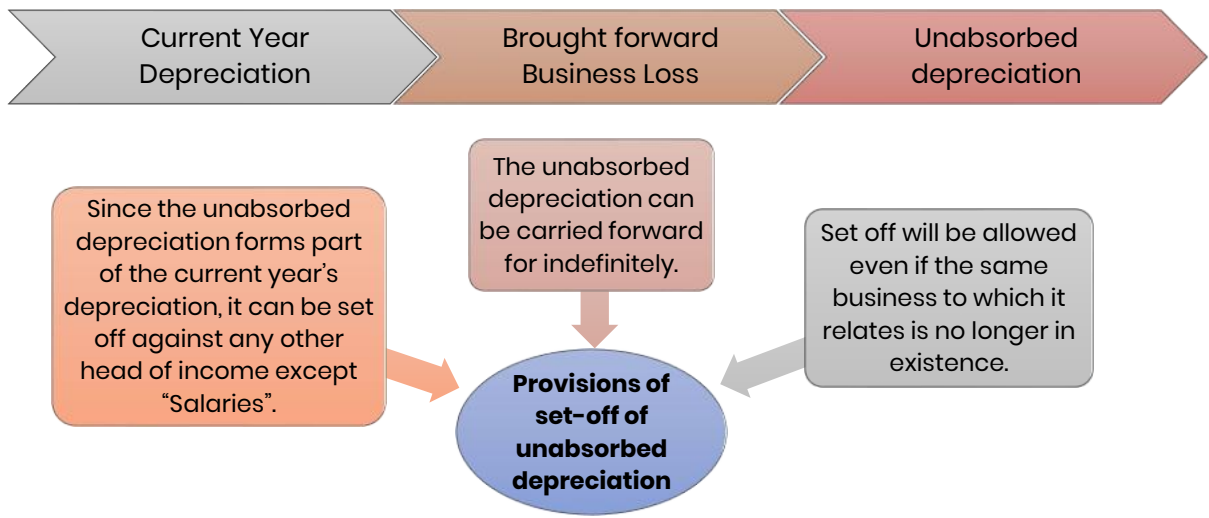 Current Year
Depreciation
Brought forward
Business Loss
Unabsorbed
depreciation
Since the unabsorbed
depreciation forms part
of the current year’s
depreciation, it can be set
off against any other
head of income except
“Salaries”.
The unabsorbed
depreciation can
be carried forward
for indefinitely.
Set off will be allowed
even if the same
business to which it
relates is no longer in
existence.
Provisions of
set-off of
unabsorbed
depreciation